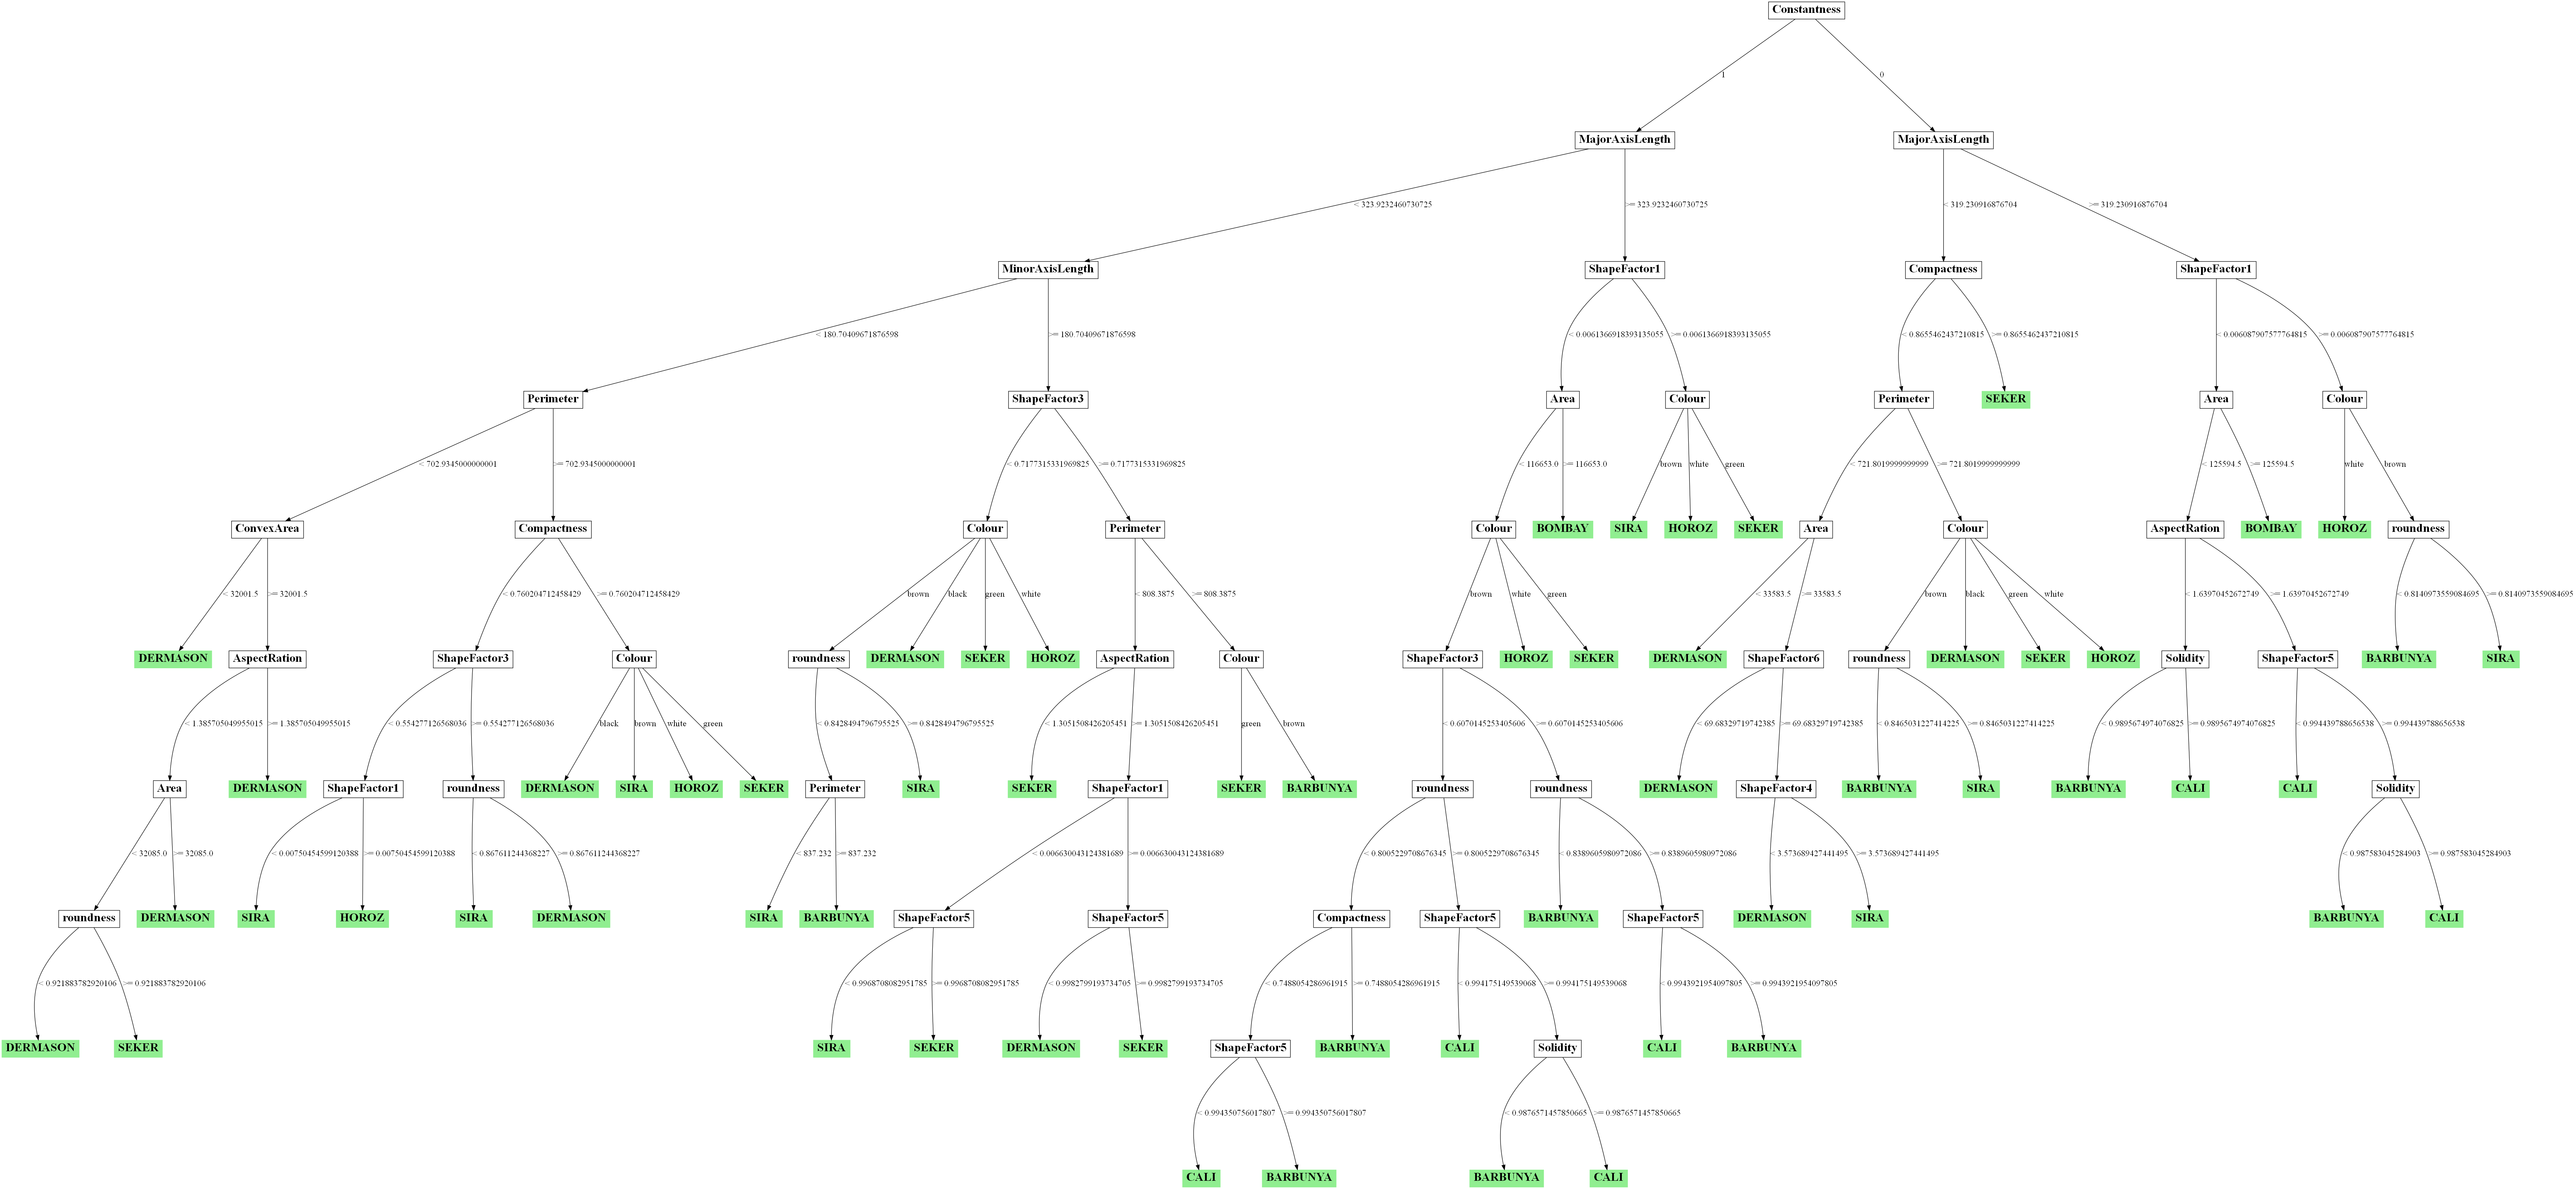 Constantness
1
0
MajorAxisLength
MajorAxisLength
< 323.9232460730725
>= 323.9232460730725
< 319.230916876704
>= 319.230916876704
MinorAxisLength
ShapeFactor1
Compactness
ShapeFactor1
< 180.70409671876598
>= 180.70409671876598
< 0.0061366918393135055
>= 0.0061366918393135055
< 0.8655462437210815
>= 0.8655462437210815
< 0.006087907577764815
>= 0.006087907577764815
Perimeter
ShapeFactor3
Area
Colour
Perimeter
SEKER
Area
Colour
< 702.9345000000001
>= 702.9345000000001
< 0.7177315331969825
>= 0.7177315331969825
< 116653.0
>= 116653.0
brown
white
green
< 721.8019999999999
>= 721.8019999999999
< 125594.5
>= 125594.5
white
brown
ConvexArea
Compactness
Colour
Perimeter
Colour
BOMBAY
SIRA
HOROZ
SEKER
Area
Colour
AspectRation
BOMBAY
HOROZ
roundness
< 32001.5
>= 32001.5
< 0.760204712458429
>= 0.760204712458429
brown
black
green
white
< 808.3875
>= 808.3875
brown
white
green
< 33583.5
>= 33583.5
brown
black
green
white
< 1.63970452672749
>= 1.63970452672749
< 0.8140973559084695
>= 0.8140973559084695
DERMASON
AspectRation
ShapeFactor3
Colour
roundness
DERMASON
SEKER
HOROZ
AspectRation
Colour
ShapeFactor3
HOROZ
SEKER
DERMASON
ShapeFactor6
roundness
DERMASON
SEKER
HOROZ
Solidity
ShapeFactor5
BARBUNYA
SIRA
< 1.385705049955015
>= 1.385705049955015
< 0.554277126568036
>= 0.554277126568036
black
brown
white
green
< 0.8428494796795525
>= 0.8428494796795525
< 1.3051508426205451
>= 1.3051508426205451
green
brown
< 0.6070145253405606
>= 0.6070145253405606
< 69.68329719742385
>= 69.68329719742385
< 0.8465031227414225
>= 0.8465031227414225
< 0.9895674974076825
>= 0.9895674974076825
< 0.994439788656538
>= 0.994439788656538
Area
DERMASON
ShapeFactor1
roundness
DERMASON
SIRA
HOROZ
SEKER
Perimeter
SIRA
SEKER
ShapeFactor1
SEKER
BARBUNYA
roundness
roundness
DERMASON
ShapeFactor4
BARBUNYA
SIRA
BARBUNYA
CALI
CALI
Solidity
< 32085.0
>= 32085.0
< 0.00750454599120388
>= 0.00750454599120388
< 0.867611244368227
>= 0.867611244368227
< 837.232
>= 837.232
< 0.006630043124381689
>= 0.006630043124381689
< 0.8005229708676345
>= 0.8005229708676345
< 0.8389605980972086
>= 0.8389605980972086
< 3.573689427441495
>= 3.573689427441495
< 0.987583045284903
>= 0.987583045284903
roundness
DERMASON
SIRA
HOROZ
SIRA
DERMASON
SIRA
BARBUNYA
ShapeFactor5
ShapeFactor5
Compactness
ShapeFactor5
BARBUNYA
ShapeFactor5
DERMASON
SIRA
BARBUNYA
CALI
< 0.921883782920106
>= 0.921883782920106
< 0.9968708082951785
>= 0.9968708082951785
< 0.9982799193734705
>= 0.9982799193734705
< 0.7488054286961915
>= 0.7488054286961915
< 0.994175149539068
>= 0.994175149539068
< 0.9943921954097805
>= 0.9943921954097805
DERMASON
SEKER
SIRA
SEKER
DERMASON
SEKER
ShapeFactor5
BARBUNYA
CALI
Solidity
CALI
BARBUNYA
< 0.994350756017807
>= 0.994350756017807
< 0.9876571457850665
>= 0.9876571457850665
CALI
BARBUNYA
BARBUNYA
CALI